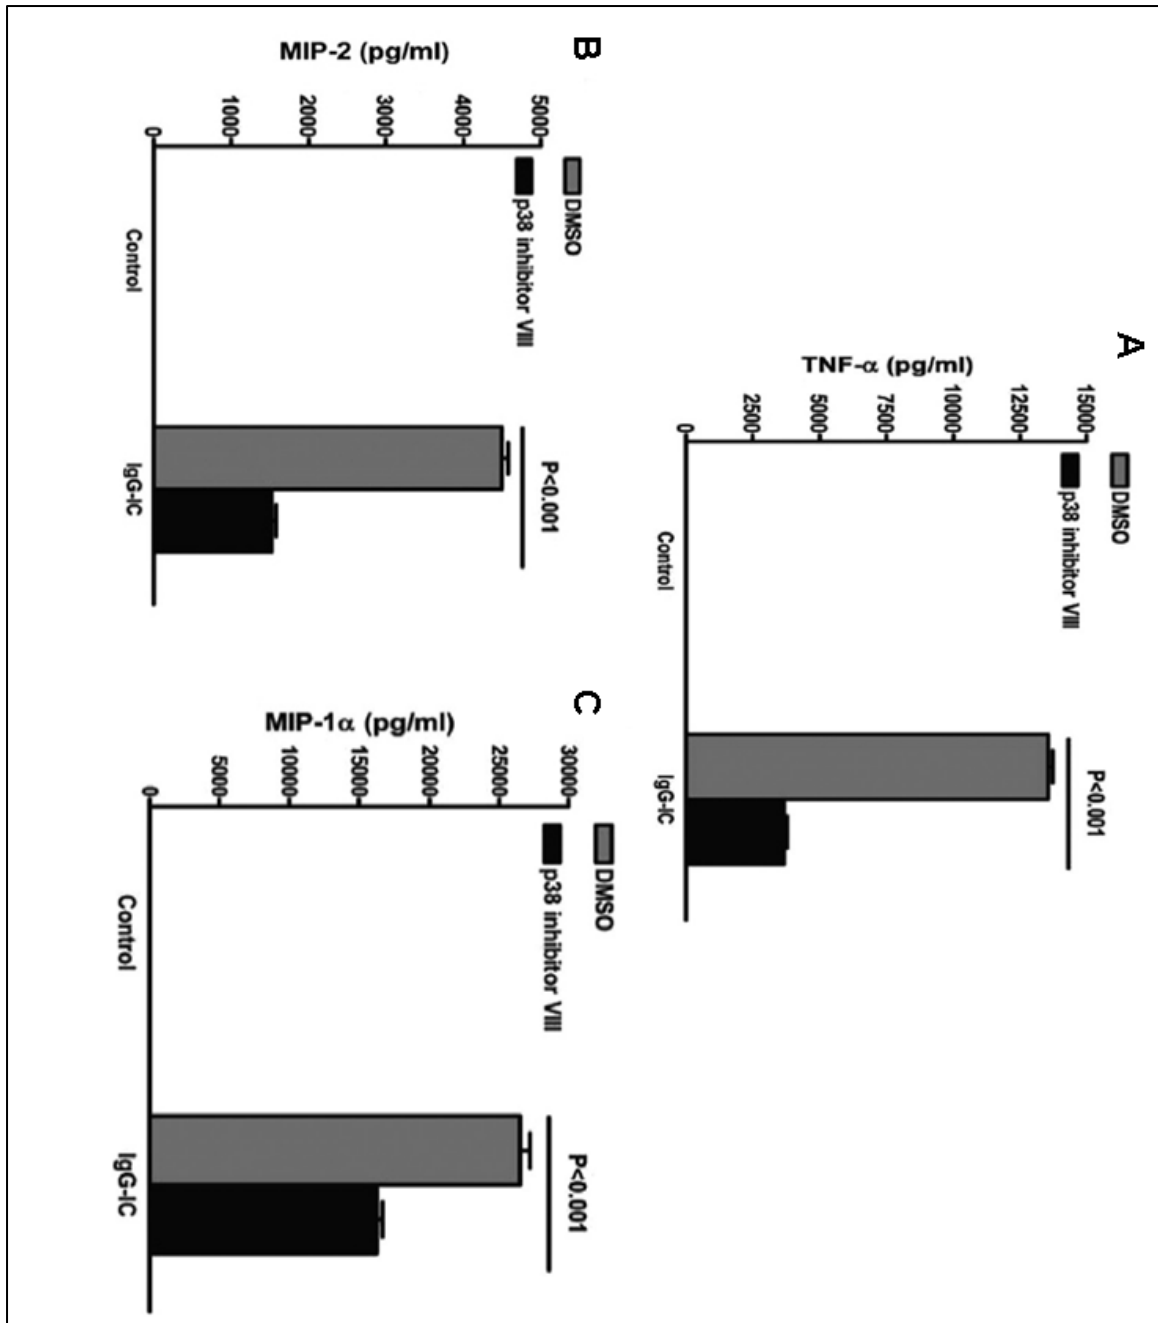 A
TNF-α (pg/ml)
15000
12500
10000
7500
5000
2500
0
DMSO
p38 inhibitor VIII
P<0.001
Control
IgG-IC
B
MIP-2 (pg/ml)
5000
4000
3000
2000
1000
0
DMSO
p38 inhibitor VIII
P<0.001
Control
IgG-IC
C
MIP-1α (pg/ml)
30000
25000
20000
15000
10000
5000
0
DMSO
p38 inhibitor VIII
P<0.001
Control
IgG-IC